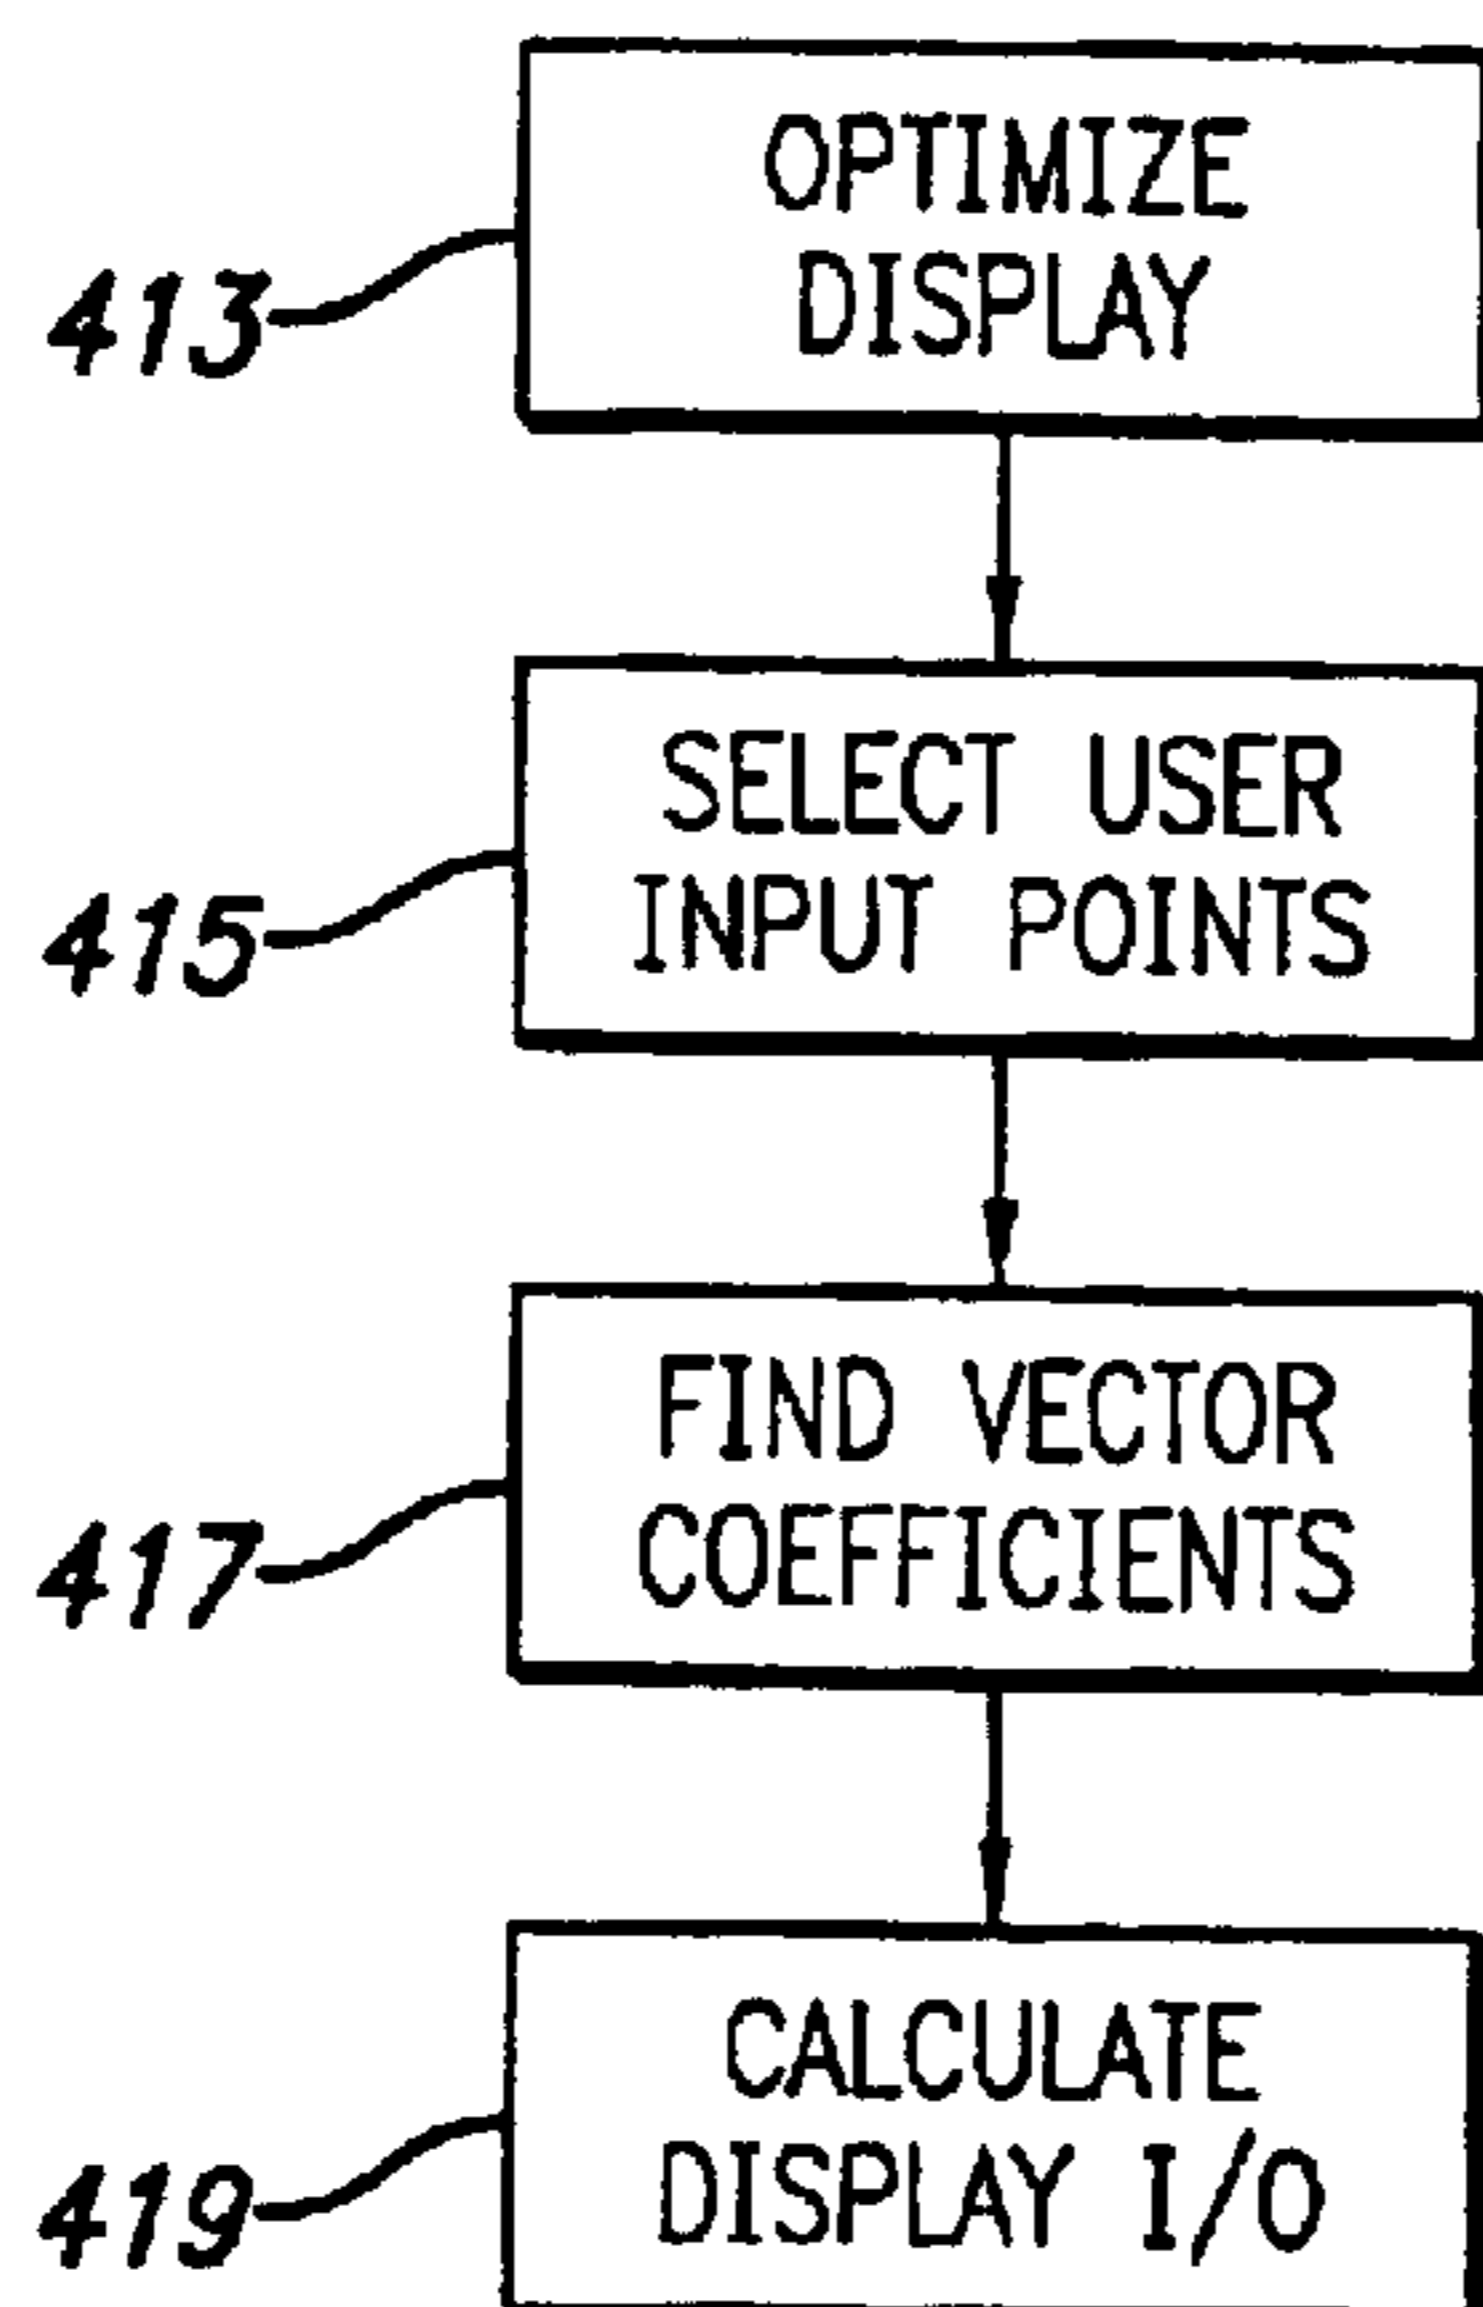 OPTIMIZE
DISPLAY
413
SELECT USER
INPUT POINTS
415
FIND VECTOR
COEFFICIENTS
417
CALCULATE
DISPLAY I/O
419